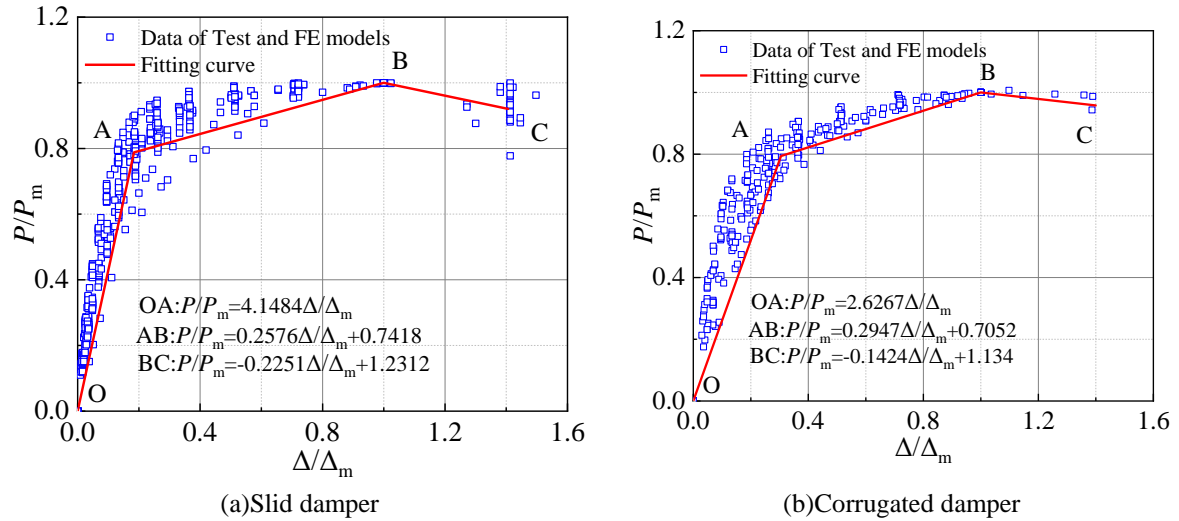 1.2
Data of Test and FE models
Fitting curve
B
A
C
0.8
0.4
0.0
P/Pm
OA:P/Pm=4.1484Δ/Δm
AB:P/Pm=0.2576Δ/Δm+0.7418
BC:P/Pm=-0.2251Δ/Δm+1.2312
O
0.0 0.4 0.8 1.2 1.6
Δ/Δm
(a)Slid damper
1.2
Data of Test and FE models
Fitting curve
B
A
C
0.8
0.4
0.0
P/Pm
OA:P/Pm=2.6267Δ/Δm
AB:P/Pm=0.2947Δ/Δm+0.7052
BC:P/Pm=-0.1424Δ/Δm+1.134
O
0.0 0.4 0.8 1.2 1.6
Δ/Δm
(b)Corrugated damper